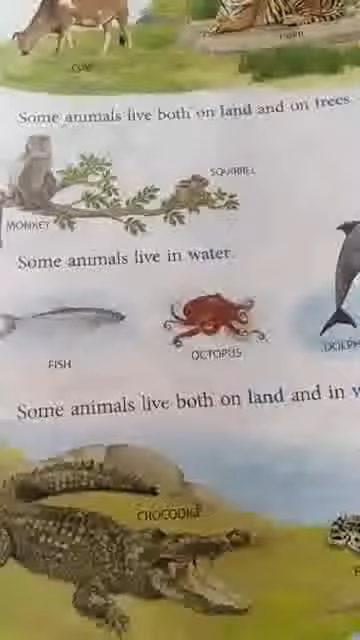 COW
TIGER
Some animals live both on land and on trees.
SQUIRREL
MONKEY
Some animals live in water.
FISH
OCTOPUS
Some animals live both on land and in
CROCODILE